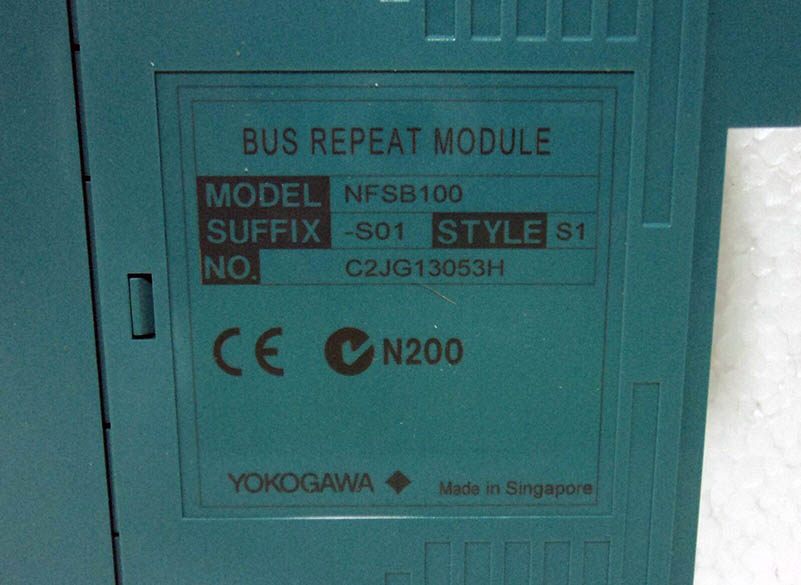 BUS REPEAT MODULE
MODEL NFSB100
SUFFIX -S01 STYLE S1
NO. C2JG13053H
CE N200
YOKOGAWA Made in Singapore